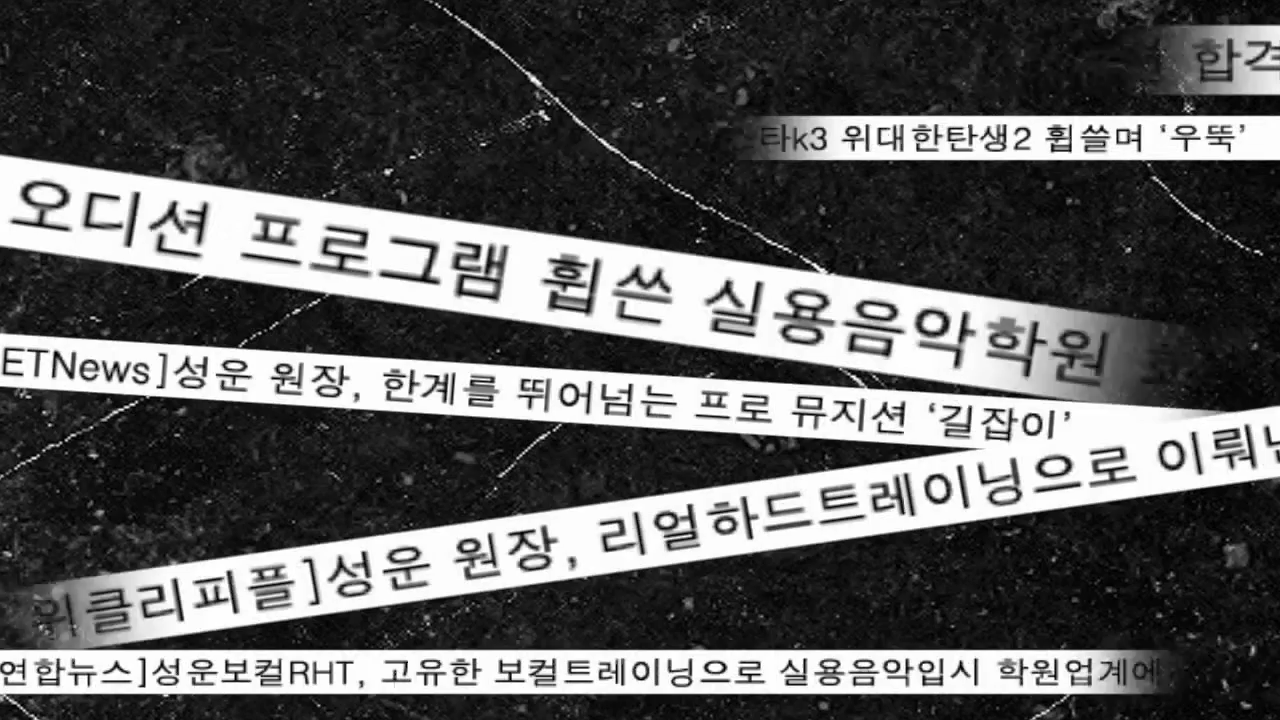 합격
타k3 위대한탄생2 휩쓸며 ‘우뚝’
오디션 프로그램 휩쓴 실용음악학원
ETNews]성운 원장, 한계를 뛰어넘는 프로 뮤지션 ‘길잡이’
위클리피플]성운 원장, 리얼하드트레이닝으로 이뤄낸
연합뉴스]성운보컬RHT, 고유한 보컬트레이닝으로 실용음악입시 학원업계에